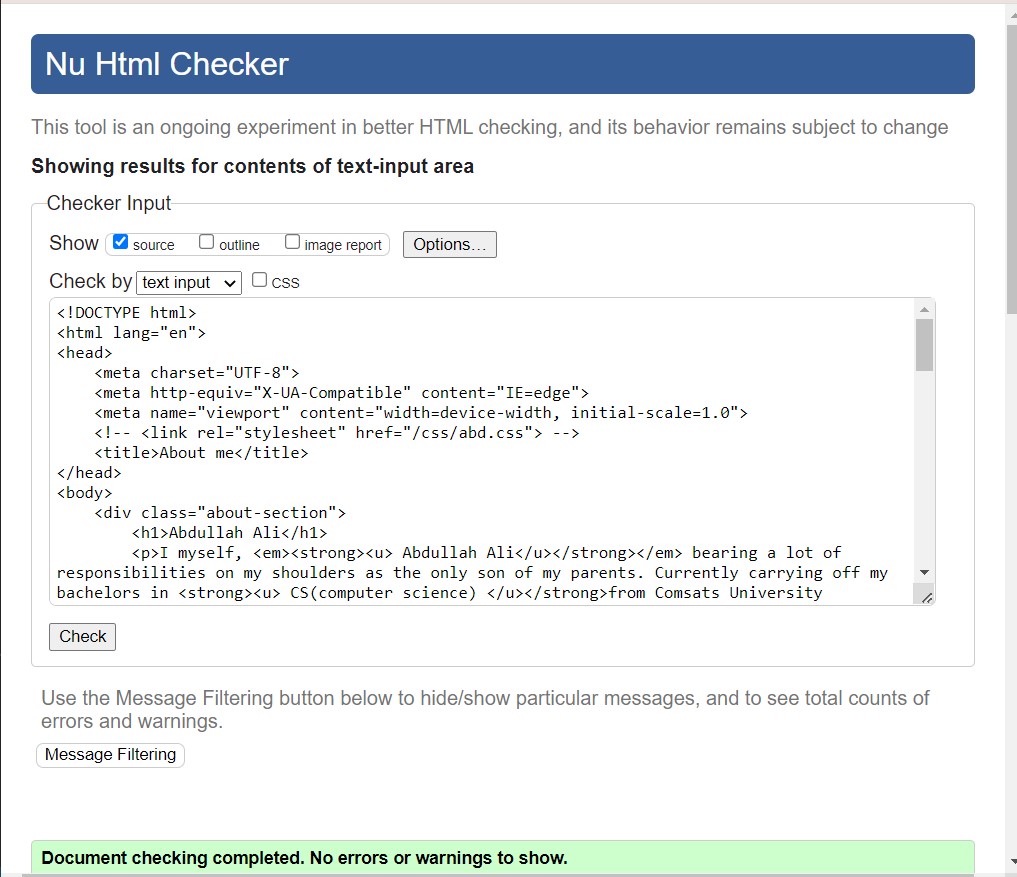 Nu Html Checker
This tool is an ongoing experiment in better HTML checking, and its behavior remains subject to change
Showing results for contents of text-input area
Checker Input
Show source outline image report Options…
Check by text input CSS
<!DOCTYPE html>
<html lang="en">
<head>
    <meta charset="UTF-8">
    <meta http-equiv="X-UA-Compatible" content="IE=edge">
    <meta name="viewport" content="width=device-width, initial-scale=1.0">
    <!-- <link rel="stylesheet" href="/css/abd.css"> -->
    <title>About me</title>
</head>
<body>
    <div class="about-section">
        <h1>Abdullah Ali</h1>
        <p>I myself, <em><strong><u> Abdullah Ali</u></strong></em> bearing a lot of
responsibilities on my shoulders as the only son of my parents. Currently carrying off my
bachelors in <strong><u> CS(computer science) </u></strong>from Comsats University
Check
Use the Message Filtering button below to hide/show particular messages, and to see total counts of
errors and warnings.
Message Filtering
Document checking completed. No errors or warnings to show.